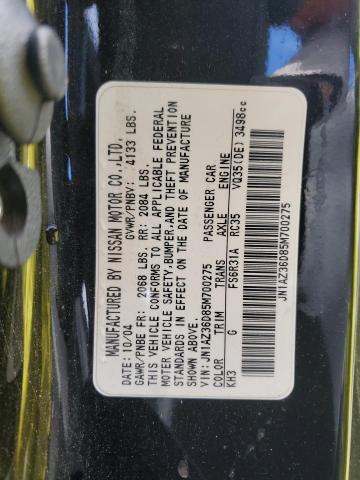 MANUFACTURED BY NISSAN MOTOR CO.,LTD.
DATE: 10/04 GVWR/PNBV: 4133 LBS.
GAWR/PNBE FR: 2068 LBS. RR: 2084 LBS.
THIS VEHICLE CONFORMS TO ALL APPLICABLE FEDERAL
MOTOR VEHICLE SAFETY,BUMPER,AND THEFT PREVENTION
STANDARDS IN EFFECT ON THE DATE OF MANUFACTURE
SHOWN ABOVE.
VIN: JN1AZ36D85M700275 PASSENGER CAR
COLOR TRIM TRANS AXLE ENGINE
KH3 G FS6R31A RC35 VQ35(DE) 3498cc
JN1AZ36D85M700275